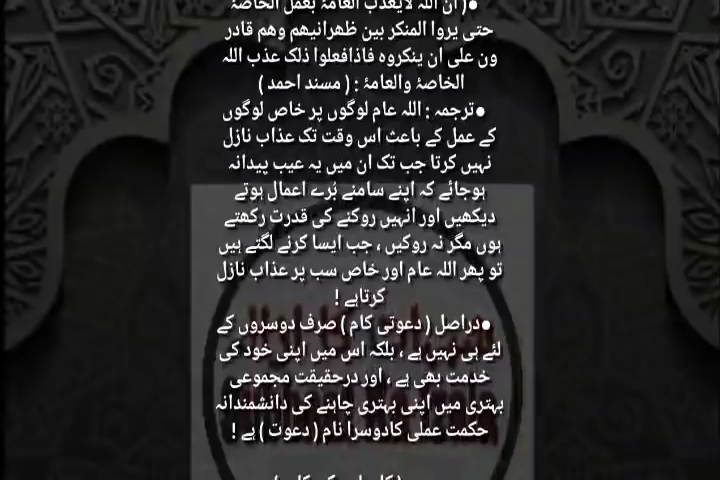 ●( ان اللہ لایعذب العامۃ بعمل الخاصۃ
حتی یروا المنکر بین ظھرانیھم وھم قادر
ون علی ان ینکروہ فاذافعلوا ذلک عذب اللہ
الخاصۃ والعامۃ : ( مسند احمد )
●ترجمہ : اللہ عام لوگوں پر خاص لوگوں
کے عمل کے باعث اس وقت تک عذاب نازل
نہیں کرتا جب تک ان میں یہ عیب پیدانہ
ہوجائے کہ اپنے سامنے بُرے اعمال ہوتے
دیکھیں اور انہیں روکنے کی قدرت رکھتے
ہوں مگر نہ روکیں ، جب ایسا کرنے لگتے ہیں
تو پھر اللہ عام اور خاص سب پر عذاب نازل
کرتاہے !
●دراصل ( دعوتی کام ) صرف دوسروں کے
لئے ہی نہیں ہے ، بلکہ اس میں اپنی خود کی
خدمت بھی ہے ، اور درحقیقت مجموعی
بہتری میں اپنی بہتری چاہنے کی دانشمندانہ
حکمت عملی کادوسرا نام ( دعوت ) ہے !